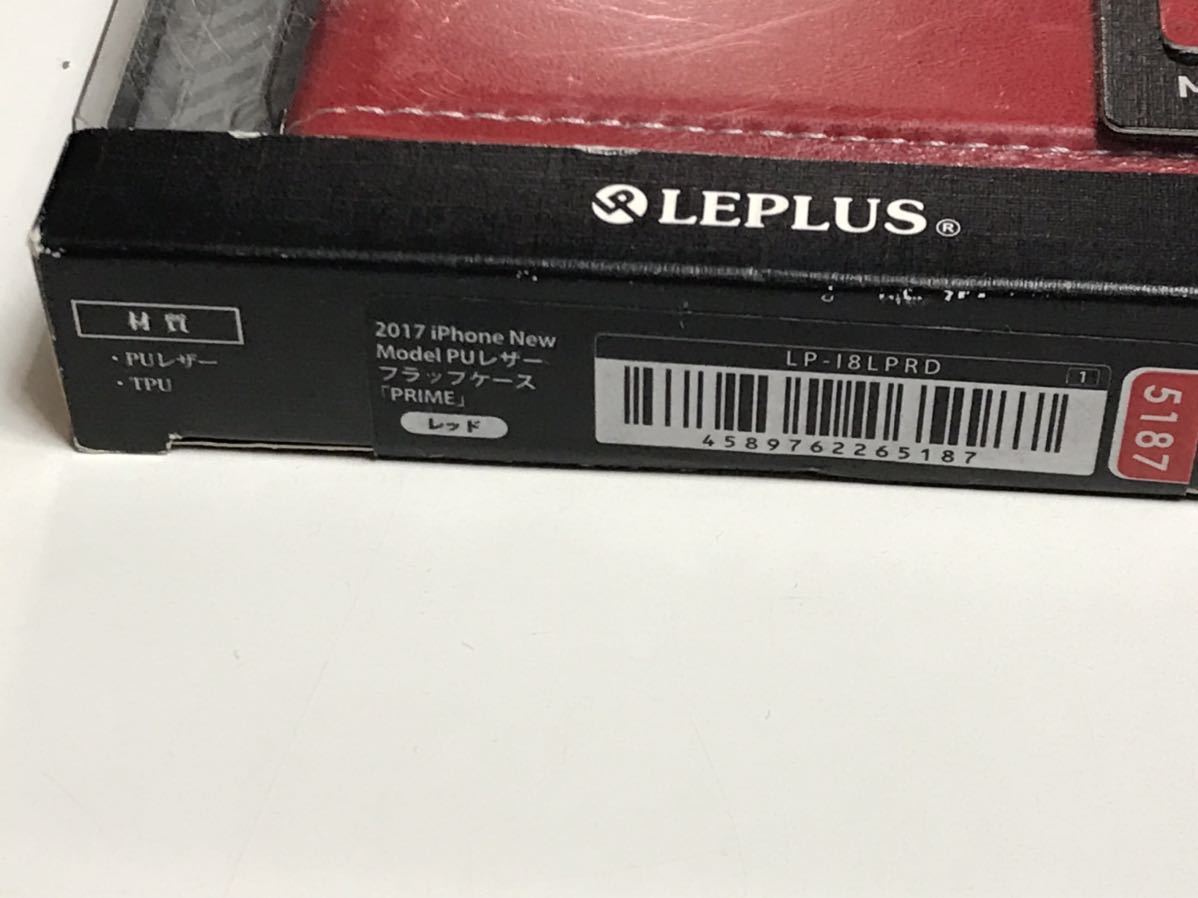 LEPLUS®
材質
・PUレザー
・TPU
2017 iPhone New
Model PUレザー
フラップケース
「PRIME」
レッド
LP-I8LPRD
1
4589762265187
5187